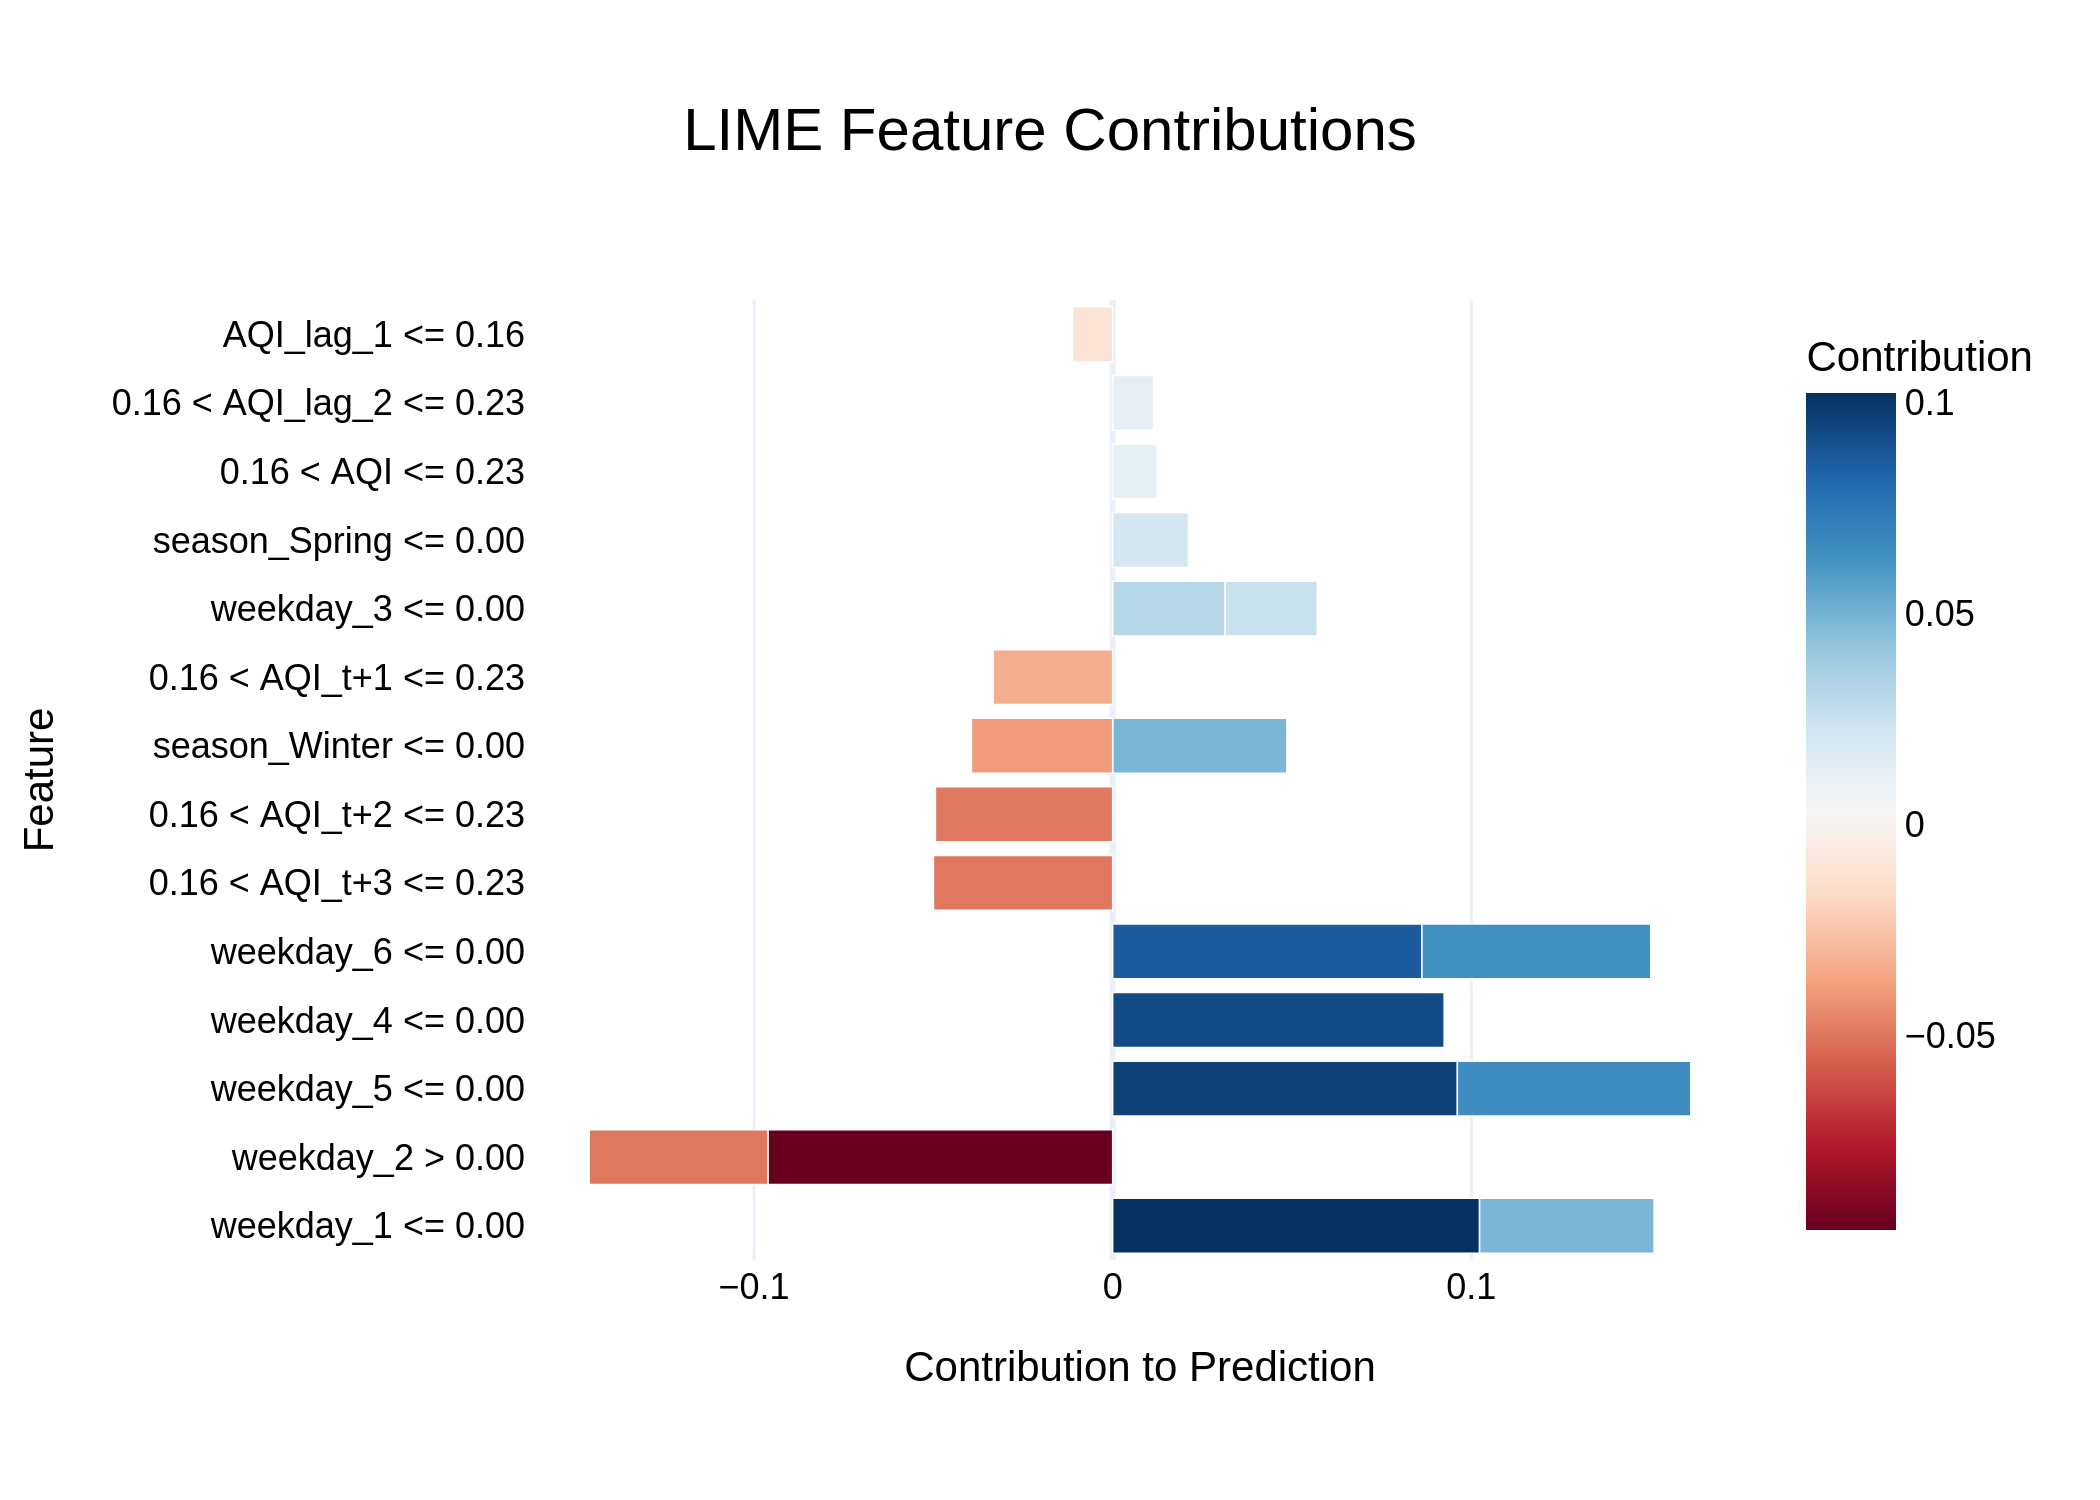 LIME Feature Contributions
Feature
AQI_lag_1 <= 0.16
0.16 < AQI_lag_2 <= 0.23
0.16 < AQI <= 0.23
season_Spring <= 0.00
weekday_3 <= 0.00
0.16 < AQI_t+1 <= 0.23
season_Winter <= 0.00
0.16 < AQI_t+2 <= 0.23
0.16 < AQI_t+3 <= 0.23
weekday_6 <= 0.00
weekday_4 <= 0.00
weekday_5 <= 0.00
weekday_2 > 0.00
weekday_1 <= 0.00
−0.1 0 0.1
Contribution to Prediction
Contribution
0.1
0.05
0
−0.05